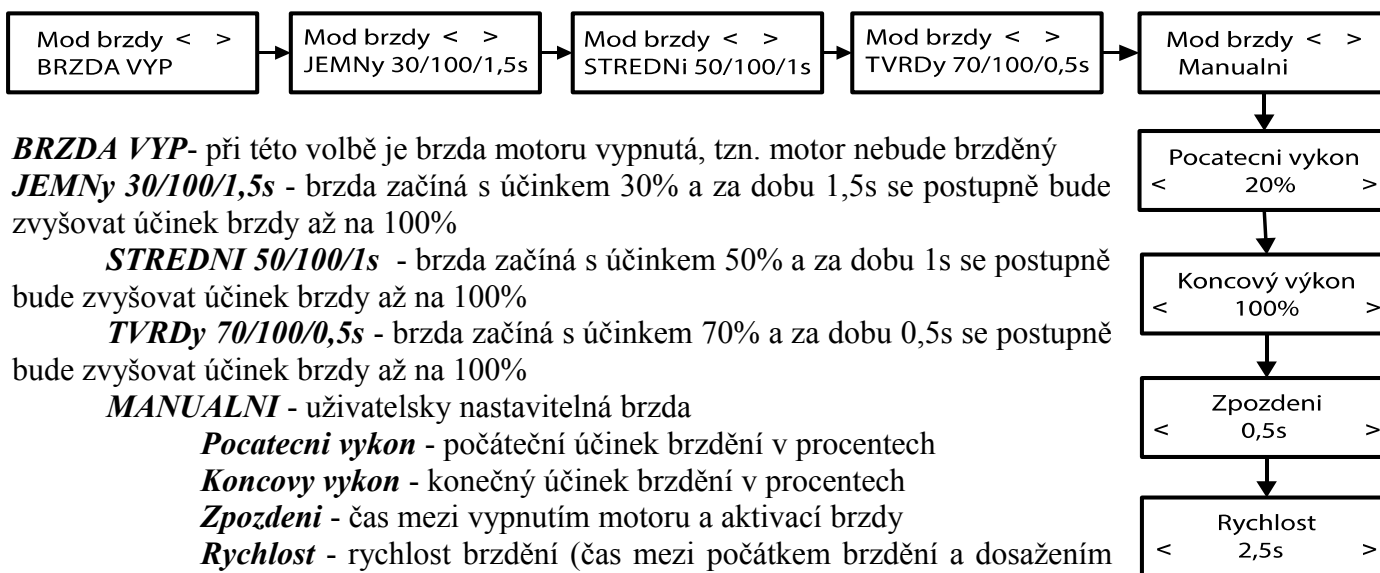 Mod brzdy < >
BRZDA VYP
Mod brzdy < >
JEMNy 30/100/1,5s
Mod brzdy < >
STREDNi 50/100/1s
Mod brzdy < >
TVRDy 70/100/0,5s
Mod brzdy < >
Manualni
BRZDA VYP- při této volbě je brzda motoru vypnutá, tzn. motor nebude brzděný
JEMNy 30/100/1,5s - brzda začíná s účinkem 30% a za dobu 1,5s se postupně bude
zvyšovat účinek brzdy až na 100%
STREDNI 50/100/1s - brzda začíná s účinkem 50% a za dobu 1s se postupně
bude zvyšovat účinek brzdy až na 100%
TVRDy 70/100/0,5s - brzda začíná s účinkem 70% a za dobu 0,5s se postupně
bude zvyšovat účinek brzdy až na 100%
MANUALNI - uživatelsky nastavitelná brzda
Pocatecni vykon - počáteční účinek brzdění v procentech
Koncovy vykon - konečný účinek brzdění v procentech
Zpozdeni - čas mezi vypnutím motoru a aktivací brzdy
Rychlost - rychlost brzdění (čas mezi počátkem brzdění a dosažením
Pocatecni vykon
< 20% >
Koncový výkon
< 100% >
Zpozdeni
< 0,5s >
Rychlost
< 2,5s >